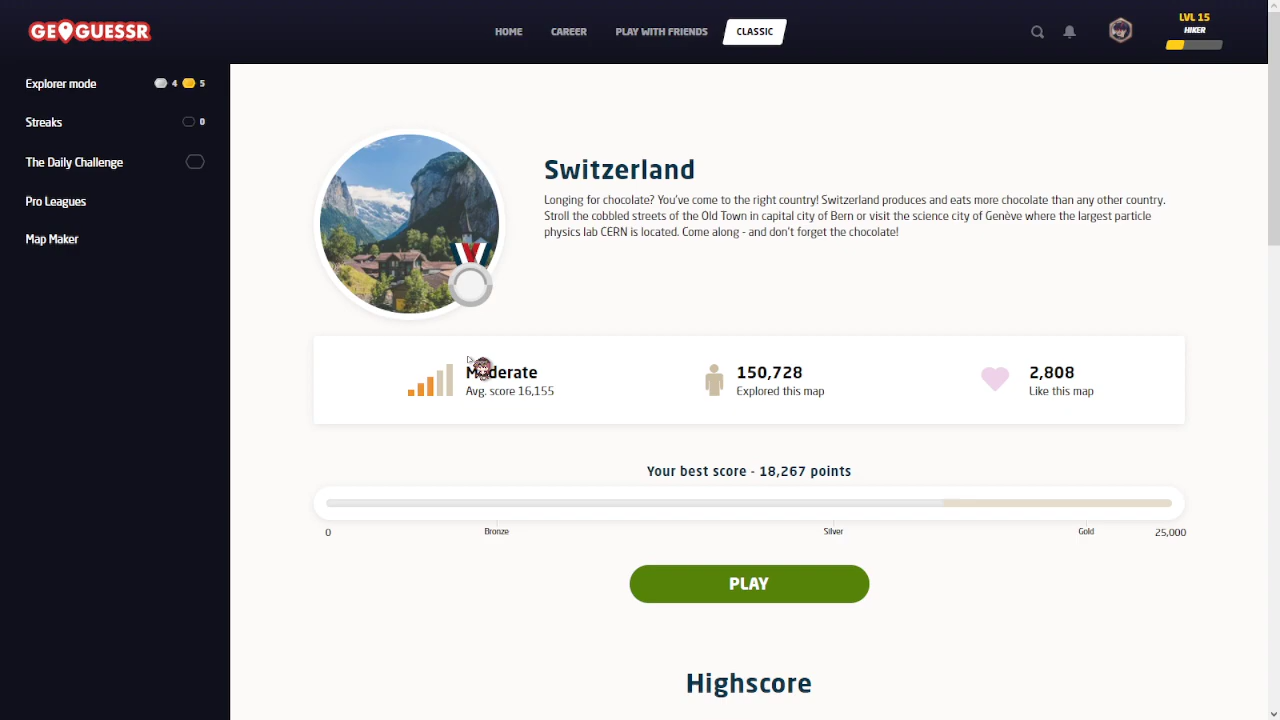 GEOGUESSR
HOME
CAREER
PLAY WITH FRIENDS
CLASSIC
LVL 15
HIKER
Explorer mode 4 5
Streaks 0
The Daily Challenge
Pro Leagues
Map Maker
Switzerland
Longing for chocolate? You've come to the right country! Switzerland produces and eats more chocolate than any other country.
Stroll the cobbled streets of the Old Town in capital city of Bern or visit the science city of Genève where the largest particle
physics lab CERN is located. Come along - and don't forget the chocolate!
Moderate
Avg. score 16,155
150,728
Explored this map
2,808
Like this map
Your best score - 18,267 points
0
Bronze
Silver
Gold
25,000
PLAY
Highscore